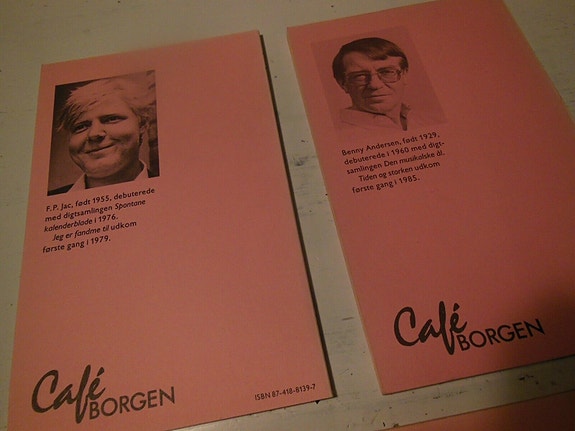 F. P. Jac, født 1955, debuterede
med digtsamlingen Spontane
kalenderblade i 1976.
Jeg er fandme til udkom
første gang i 1979.
Café
BORGEN
ISBN 87-418-8139-7
Benny Andersen, født 1929,
debuterede i 1960 med digt-
samlingen Den musikalske ål.
Tiden og storken udkom
første gang i 1985.
Café
BORGEN